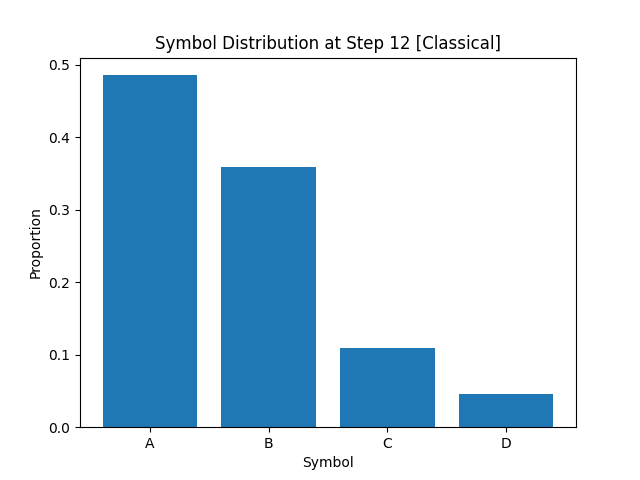 Symbol Distribution at Step 12 [Classical]
0.5
0.4
0.3
0.2
0.1
0.0
Proportion
A B C D
Symbol